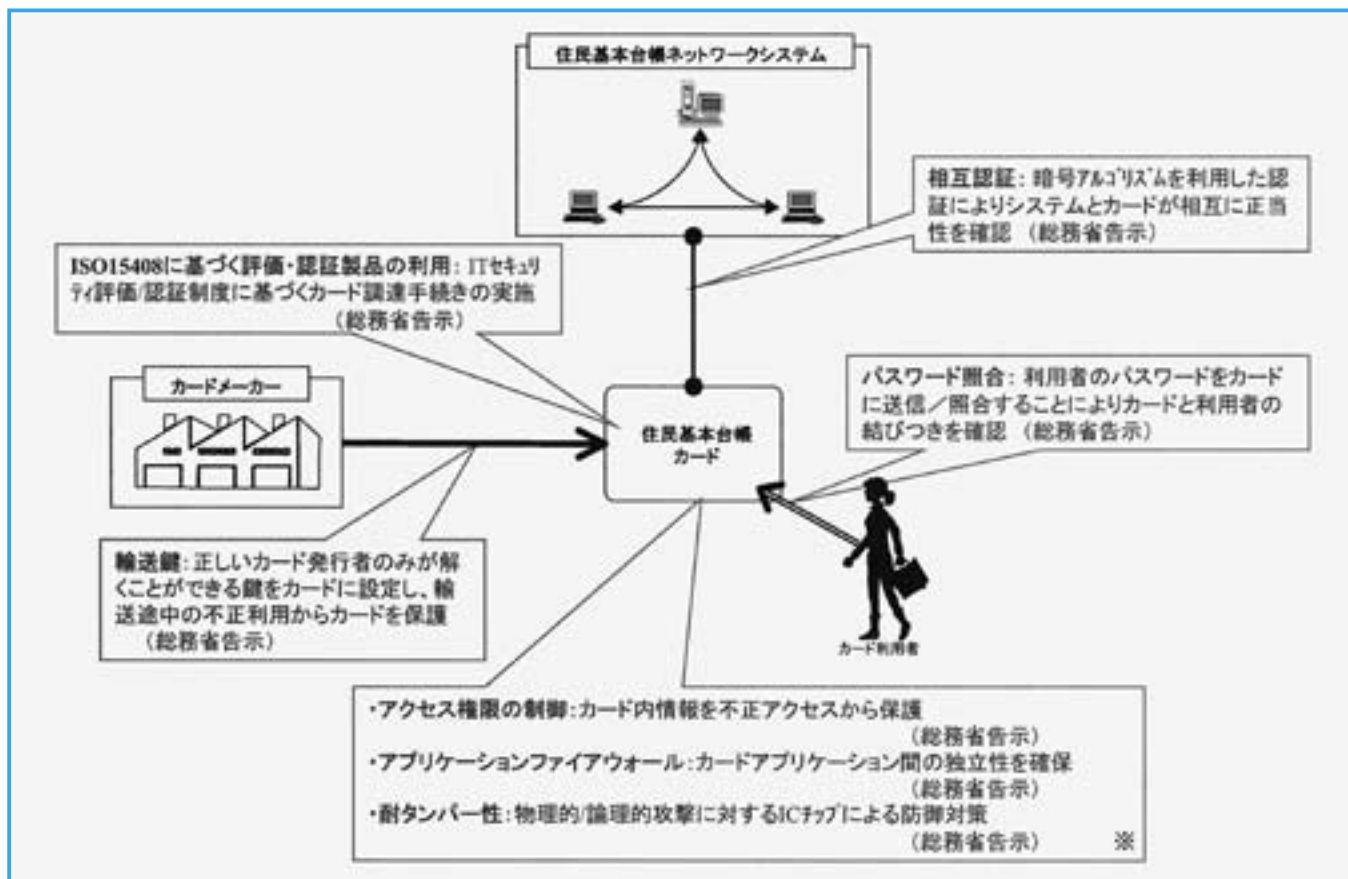 住民基本台帳ネットワークシステム
相互認証：暗号アルゴリズムを利用した認
証によりシステムとカードが相互に正当
性を確認　（総務省告示）
ISO15408に基づく評価・認証製品の利用：ITセキュリ
ティ評価/認証制度に基づくカード調達手続きの実施
（総務省告示）
カードメーカー
住民基本台帳
カード
パスワード照合：利用者のパスワードをカード
に送信／照合することによりカードと利用者の
結びつきを確認　（総務省告示）
輸送鍵：正しいカード発行者のみが解
くことができる鍵をカードに設定し、輸
送途中の不正利用からカードを保護
（総務省告示）
カード利用者
・アクセス権限の制御：カード内情報を不正アクセスから保護
（総務省告示）
・アプリケーションファイアウォール：カードアプリケーション間の独立性を確保
（総務省告示）
・耐タンパー性：物理的/論理的攻撃に対するICチップによる防御対策
（総務省告示）　※